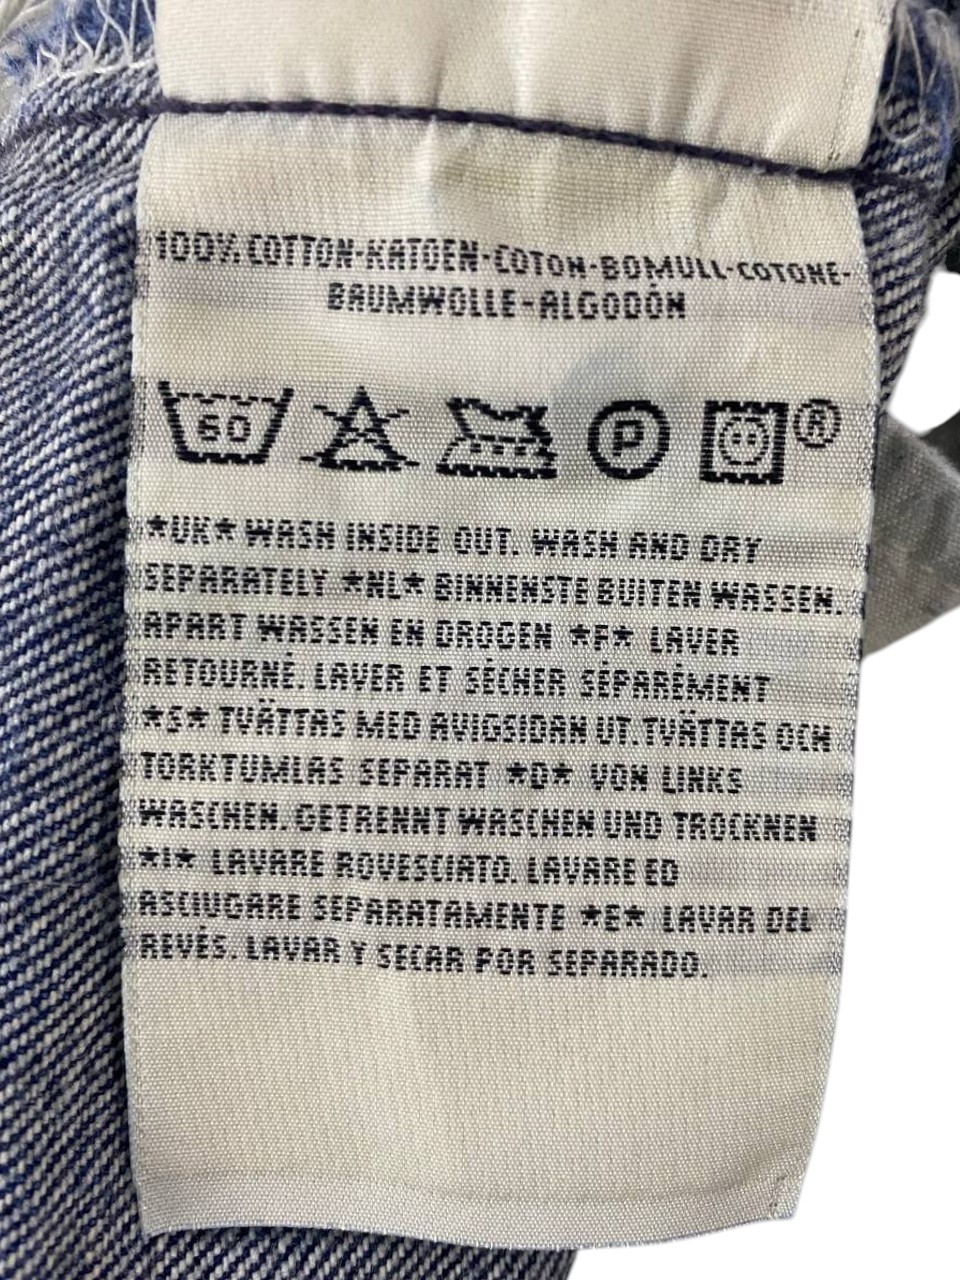 100% COTTON-KATOEN-COTON-BOMULL-COTONE-
BAUMWOLLE-ALGODÓN
60 P ®
*UK* WASH INSIDE OUT. WASH AND DRY
SEPARATELY *NL* BINNENSTE BUITEN WASSEN.
APART WASSEN EN DROGEN *F* LAVER
RETOURNÉ. LAVER ET SÉCHER SÉPARÉMENT
*S* TVÄTTAS MED AVIGSIDAN UT.TVÄTTAS OCH
TORKTUMLAS SEPARAT *D* VON LINKS
WASCHEN. GETRENNT WASCHEN UND TROCKNEN
*I* LAVARE ROVESCIATO. LAVARE ED
ASCIUGARE SEPARATAMENTE *E* LAVAR DEL
REVÉS. LAVAR Y SECAR POR SEPARADO.